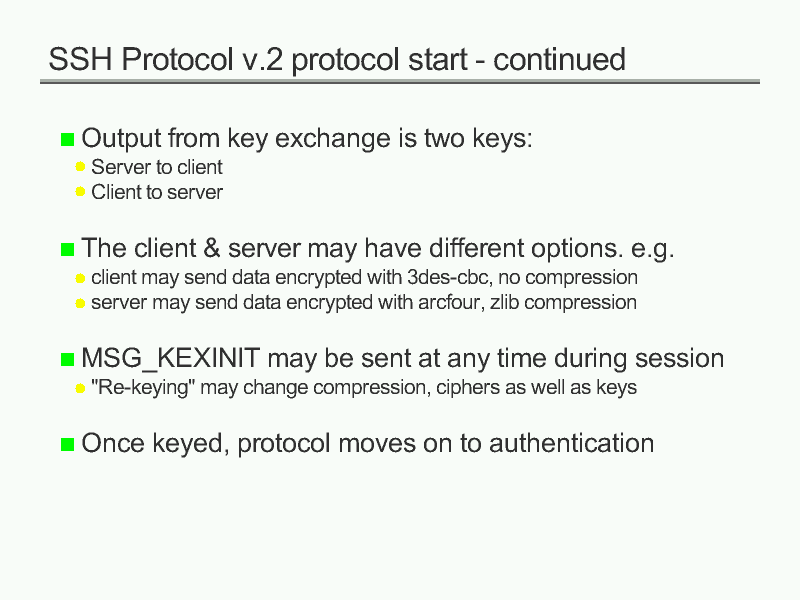 SSH Protocol v.2 protocol start - continued
Output from key exchange is two keys:
Server to client
Client to server
The client & server may have different options. e.g.
client may send data encrypted with 3des-cbc, no compression
server may send data encrypted with arcfour, zlib compression
MSG_KEXINIT may be sent at any time during session
"Re-keying" may change compression, ciphers as well as keys
Once keyed, protocol moves on to authentication